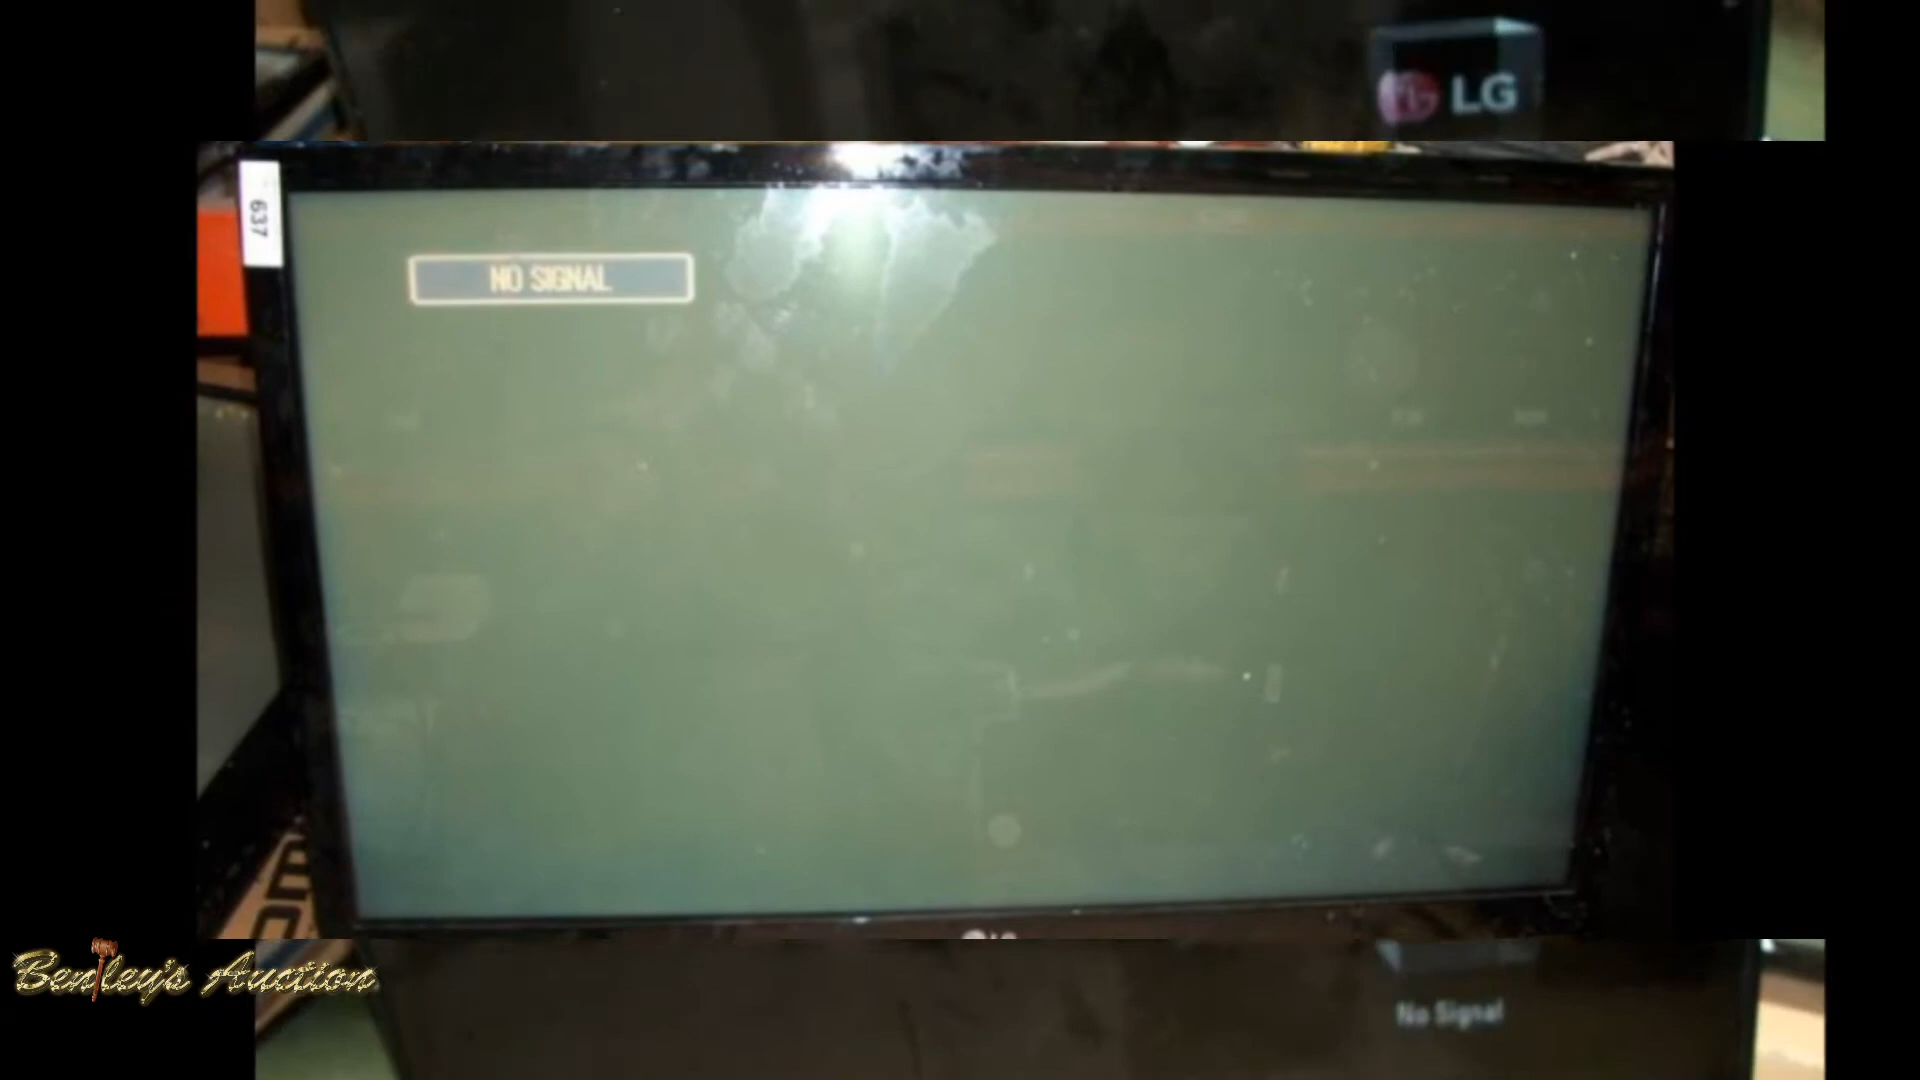 LG
637
NO SIGNAL
Bentley's Auction
No Signal